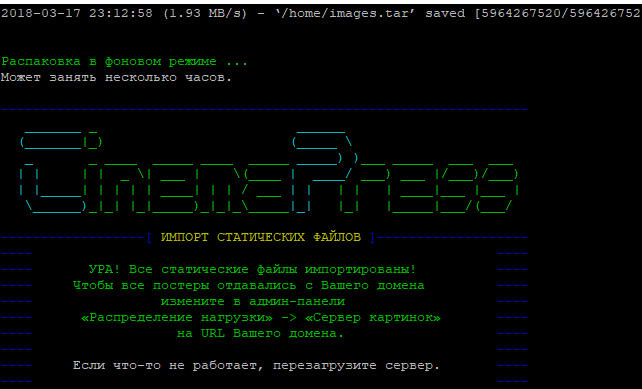 2018-03-17 23:12:58 (1.93 MB/s) - ‘/home/images.tar’ saved [5964267520/596426752
Распаковка в фоновом режиме ...
Может занять несколько часов.
CinemaPress
[ ИМПОРТ СТАТИЧЕСКИХ ФАЙЛОВ ]
УРА! Все статические файлы импортированы!
Чтобы все постеры отдавались с Вашего домена
измените в админ-панели
«Распределение нагрузки» -> «Сервер картинок»
на URL Вашего домена.
Если что-то не работает, перезагрузите сервер.